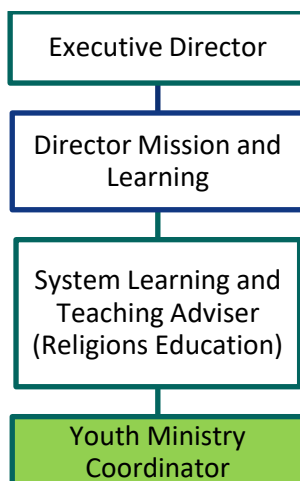 Executive Director
Director Mission and
Learning
System Learning and
Teaching Adviser
(Religions Education)
Youth Ministry
Coordinator